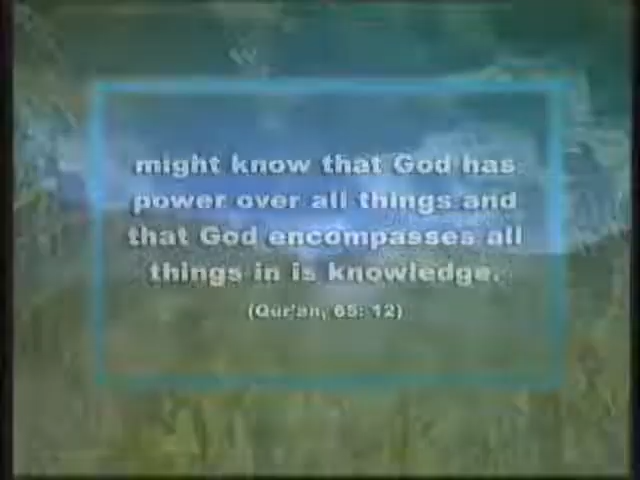 might know that God has
power over all things and
that God encompasses all
things in is knowledge.
(Qur'an, 65: 12)